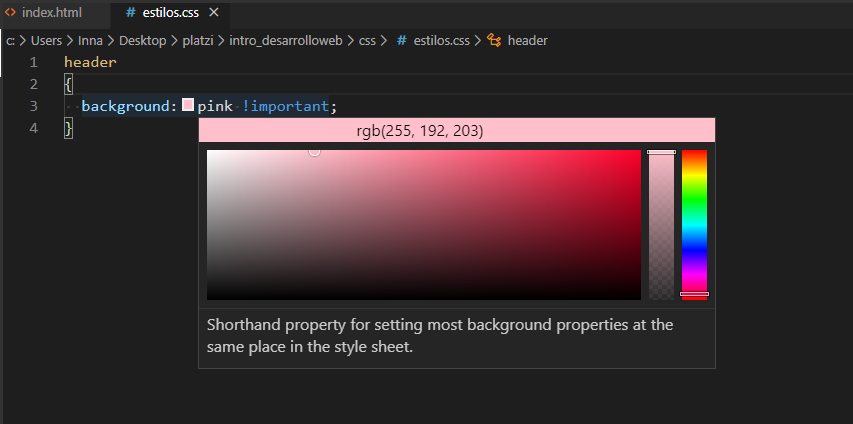 index.html estilos.css
c: > Users > Inna > Desktop > platzi > intro_desarrolloweb > css > # estilos.css > header
1 header
2 {
3 background: pink !important;
4 }
rgb(255, 192, 203)
Shorthand property for setting most background properties at the
same place in the style sheet.